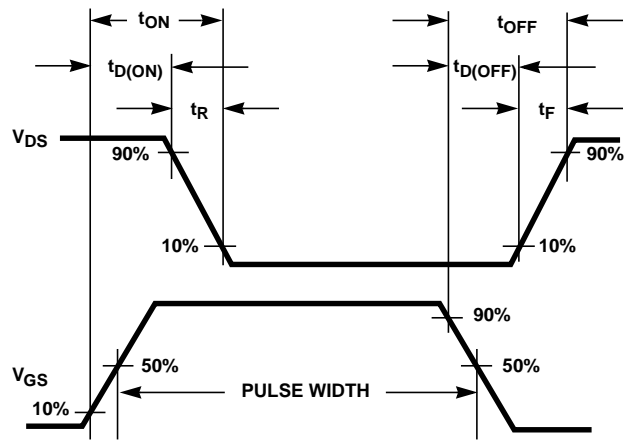 tON
tOFF
tD(ON)
tD(OFF)
tR
tF
VDS
90%
90%
10%
10%
90%
VGS
50%
PULSE WIDTH
50%
10%